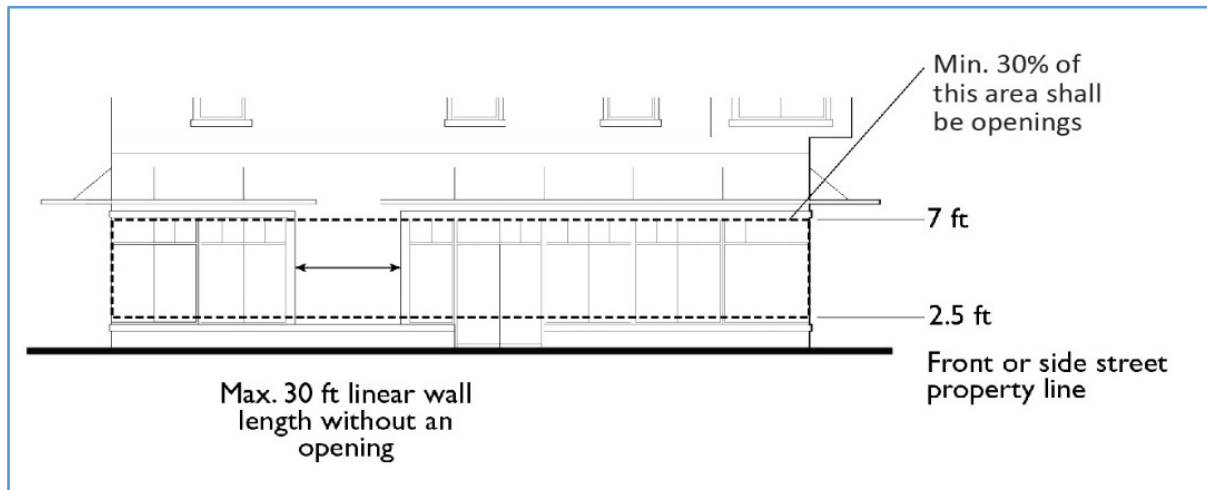 Min. 30% of
this area shall
be openings
7 ft
2.5 ft
Front or side street
property line
Max. 30 ft linear wall
length without an
opening